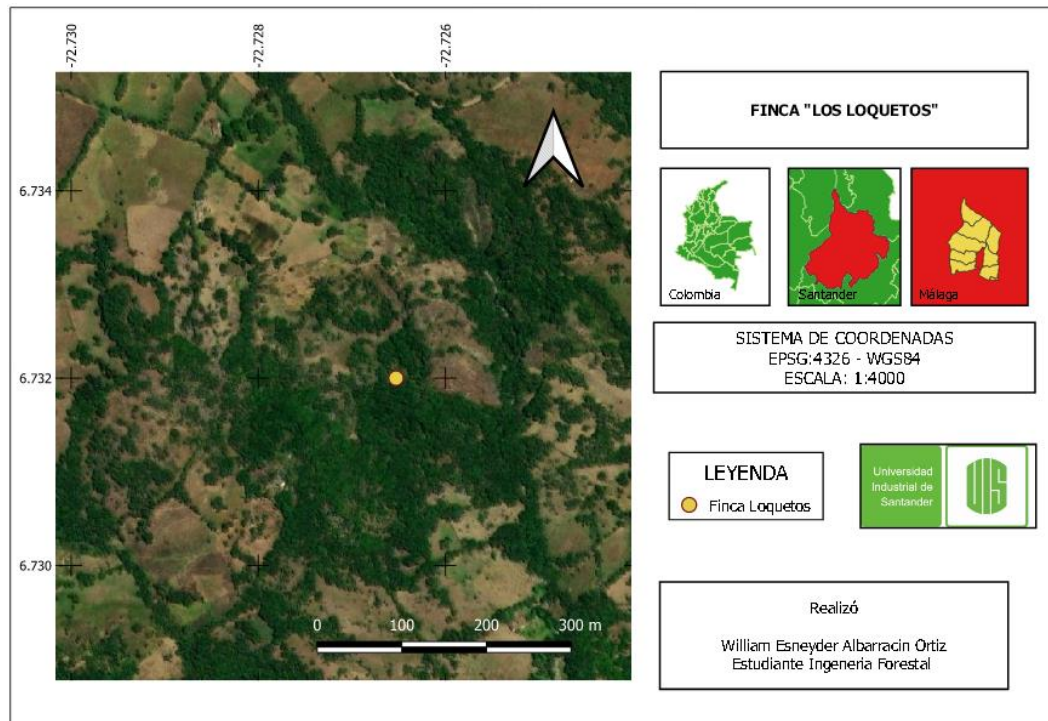 -72.730
-72.728
-72.726
6.734
6.732
6.730
0 100 200 300 m
FINCA "LOS LOQUETOS"
Colombia
Santander
Málaga
SISTEMA DE COORDENADAS
EPSG:4326 - WGS84
ESCALA: 1:4000
LEYENDA
Finca Loquetos
Universidad
Industrial de
Santander
UIS
Realizó
William Esneyder Albarracin Ortiz
Estudiante Ingeneria Forestal